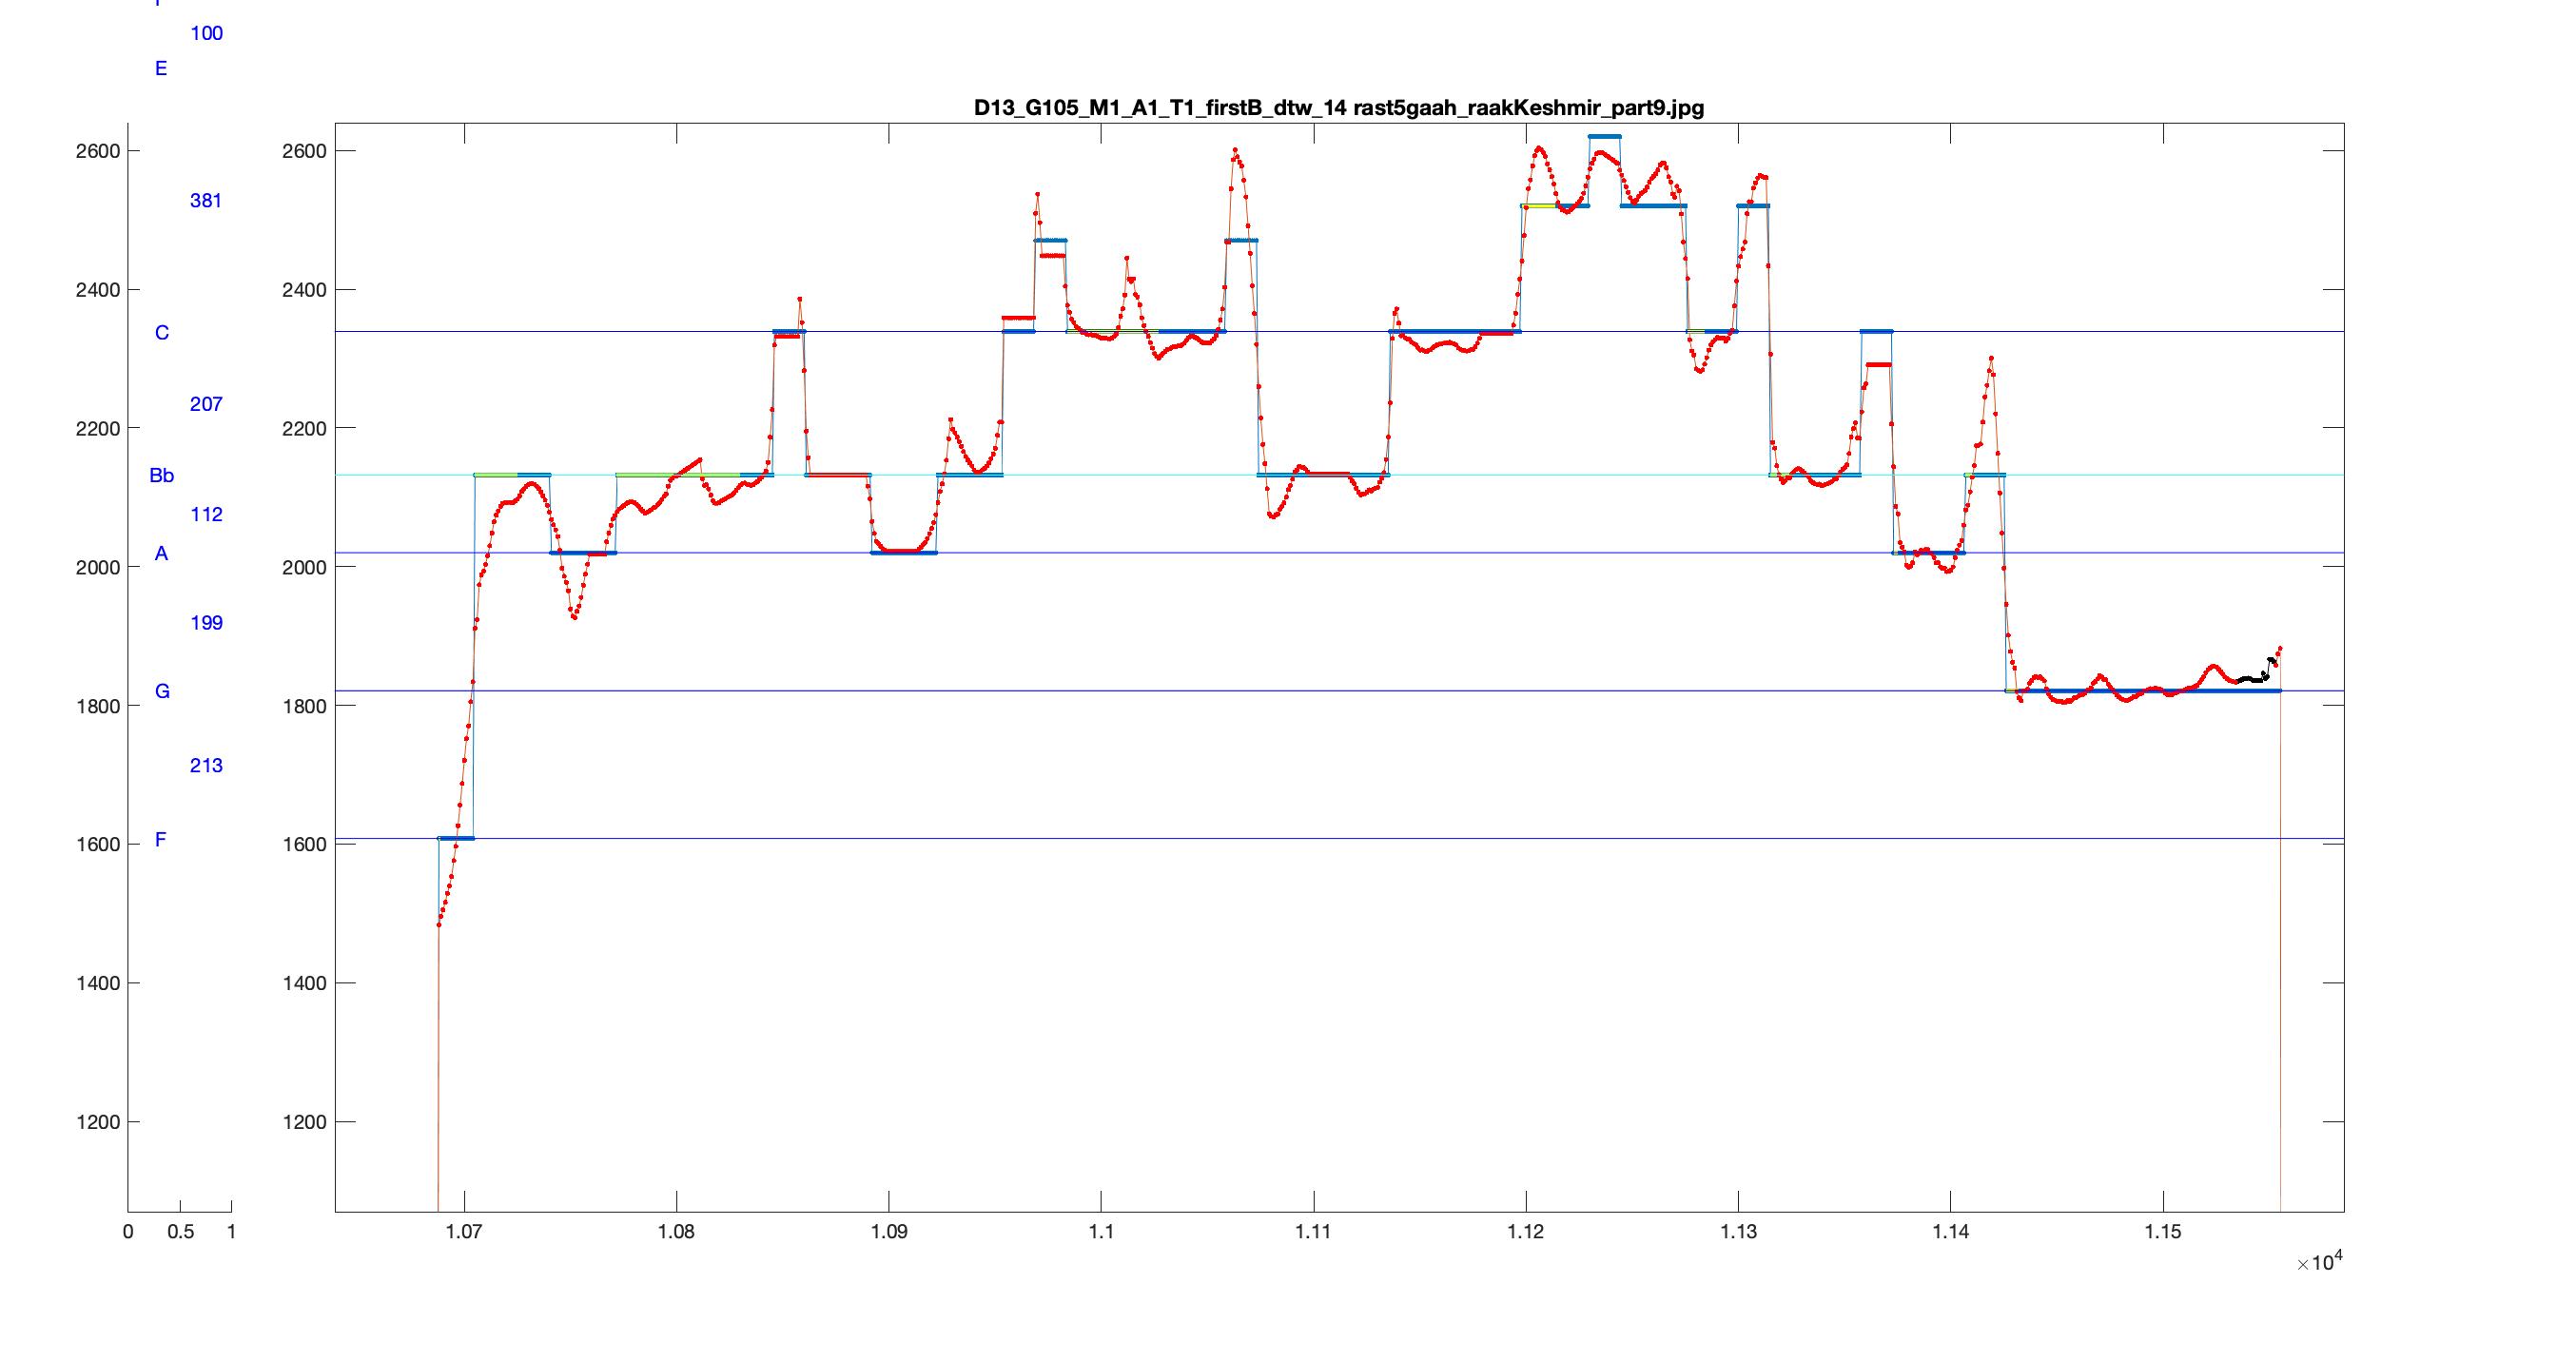 100
E
D13_G105_M1_A1_T1_firstB_dtw_14 rast5gaah_raakKeshmir_part9.jpg
2600 2600
381
2400 2400
C
207
2200 2200
Bb
112
A
2000 2000
199
G
1800 1800
213
F
1600 1600
1400 1400
1200 1200
0 0.5 1 1.07 1.08 1.09 1.1 1.11 1.12 1.13 1.14 1.15
×10⁴